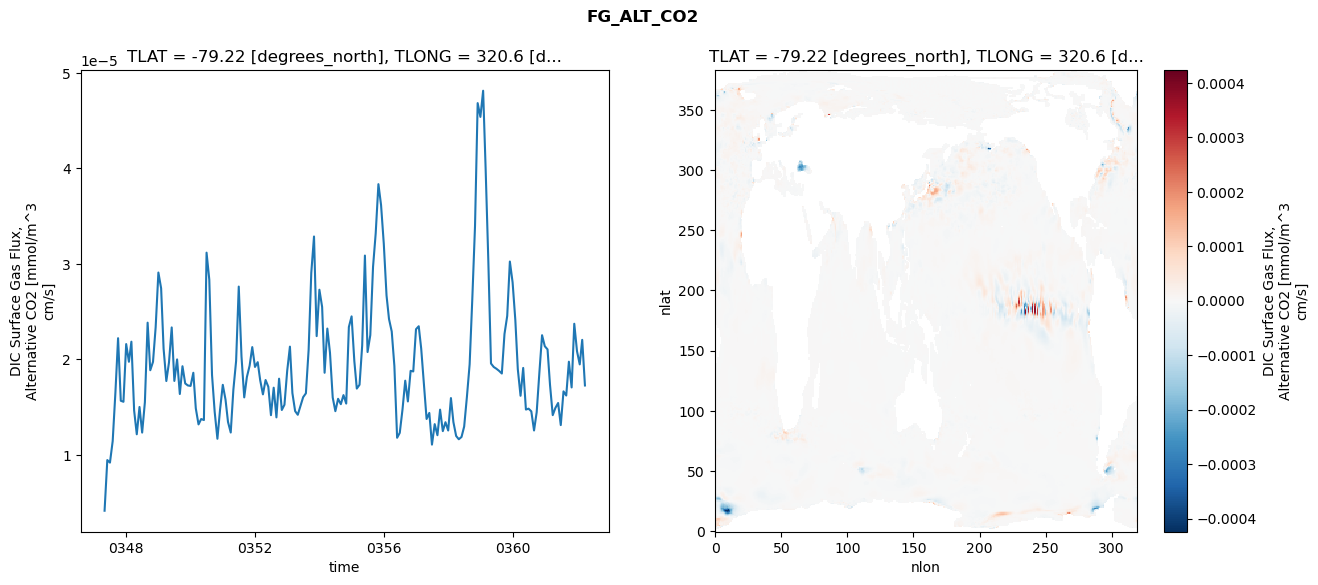 FG_ALT_CO2
TLAT = -79.22 [degrees_north], TLONG = 320.6 [d...
1e−5
5
4
3
2
1
DIC Surface Gas Flux,
Alternative CO2 [mmol/m^3
cm/s]
0348
0352
0356
0360
time
TLAT = -79.22 [degrees_north], TLONG = 320.6 [d...
350
300
250
200
150
100
50
0
nlat
0
50
100
150
200
250
300
nlon
0.0004
0.0003
0.0002
0.0001
0.0000
−0.0001
−0.0002
−0.0003
−0.0004
DIC Surface Gas Flux,
Alternative CO2 [mmol/m^3
cm/s]